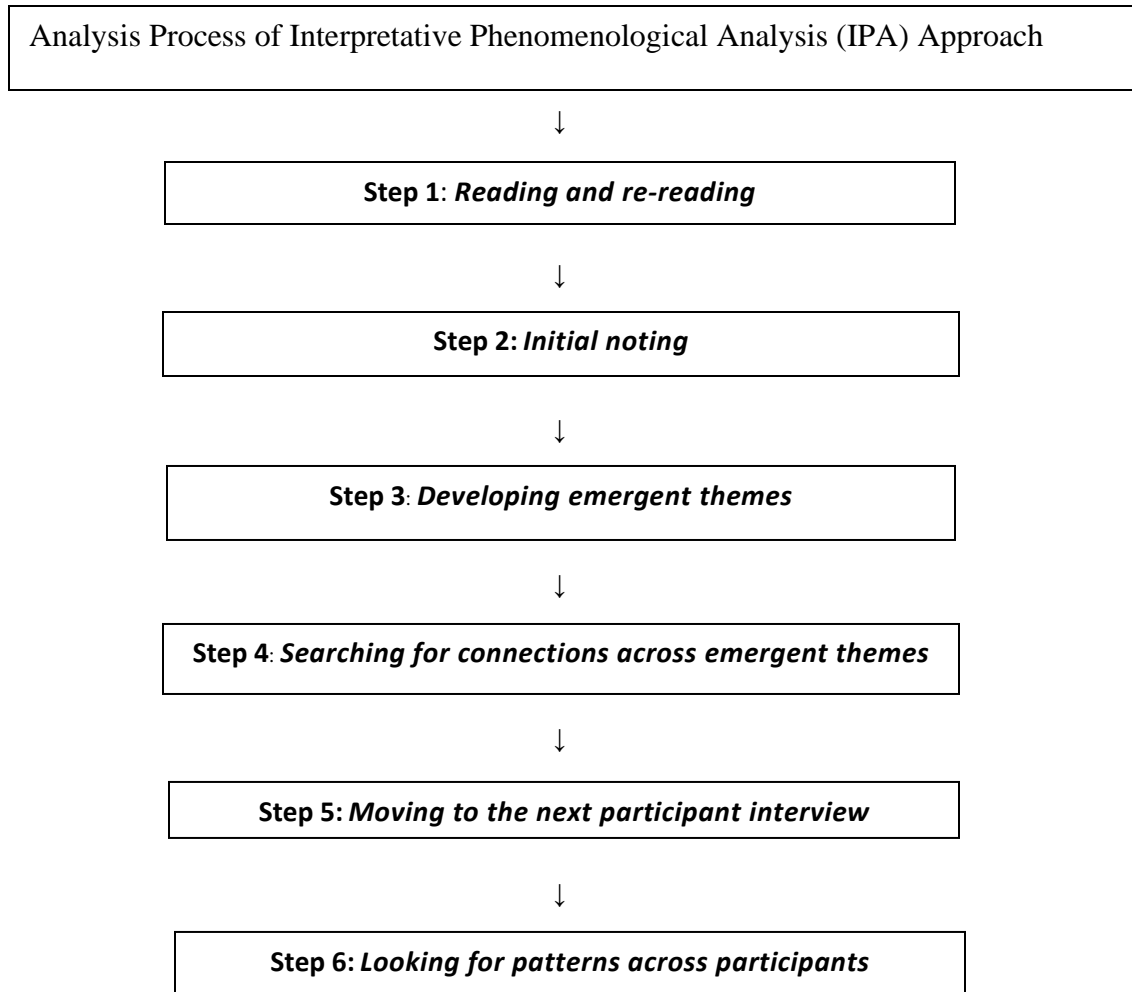 Analysis Process of Interpretative Phenomenological Analysis (IPA) Approach
↓
Step 1: Reading and re-reading
↓
Step 2: Initial noting
↓
Step 3: Developing emergent themes
↓
Step 4: Searching for connections across emergent themes
↓
Step 5: Moving to the next participant interview
↓
Step 6: Looking for patterns across participants